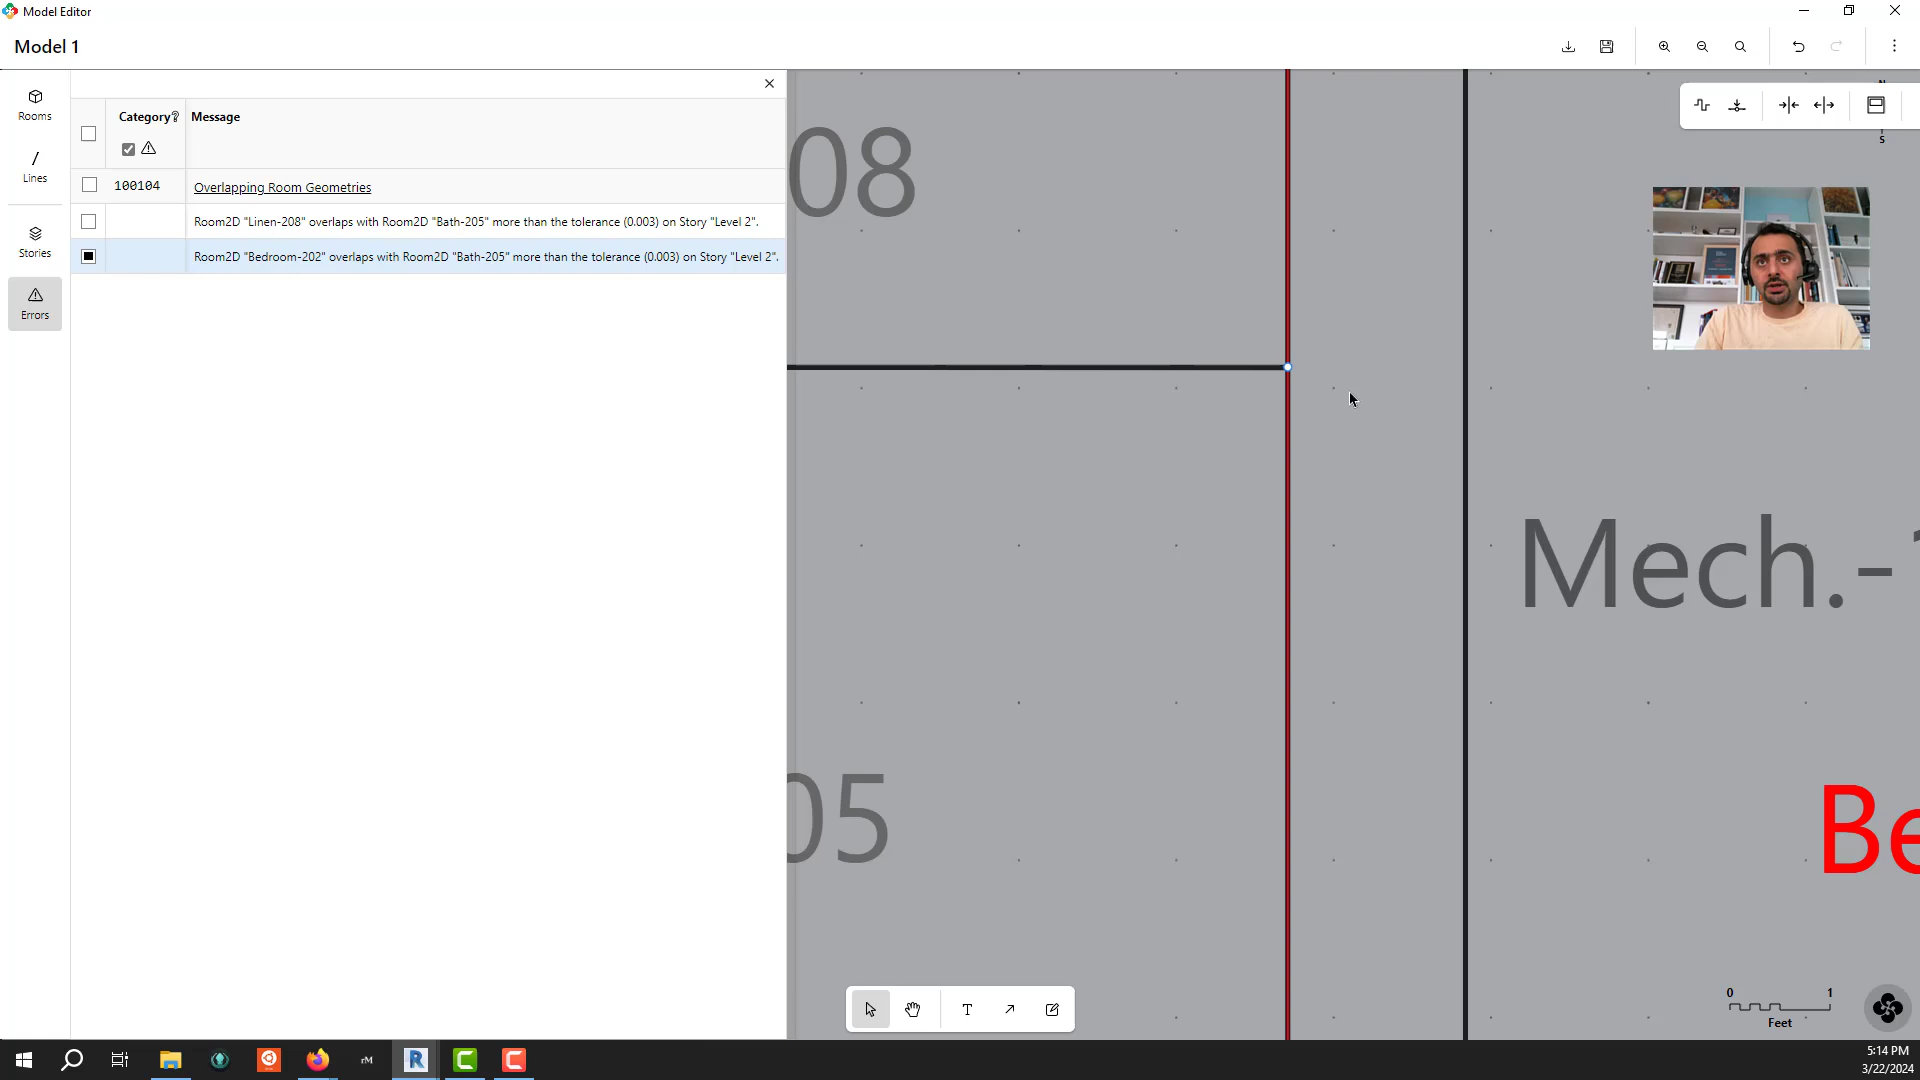 Model Editor
Model 1
Rooms
Lines
Stories
Errors
Category?
Message
100104
Overlapping Room Geometries
Room2D "Linen-208" overlaps with Room2D "Bath-205" more than the tolerance (0.003) on Story "Level 2".
Room2D "Bedroom-202" overlaps with Room2D "Bath-205" more than the tolerance (0.003) on Story "Level 2".
08
S
Mech.-1
05
Be
T
0 1
Feet
rM
R
C
C
5:14 PM
3/22/2024